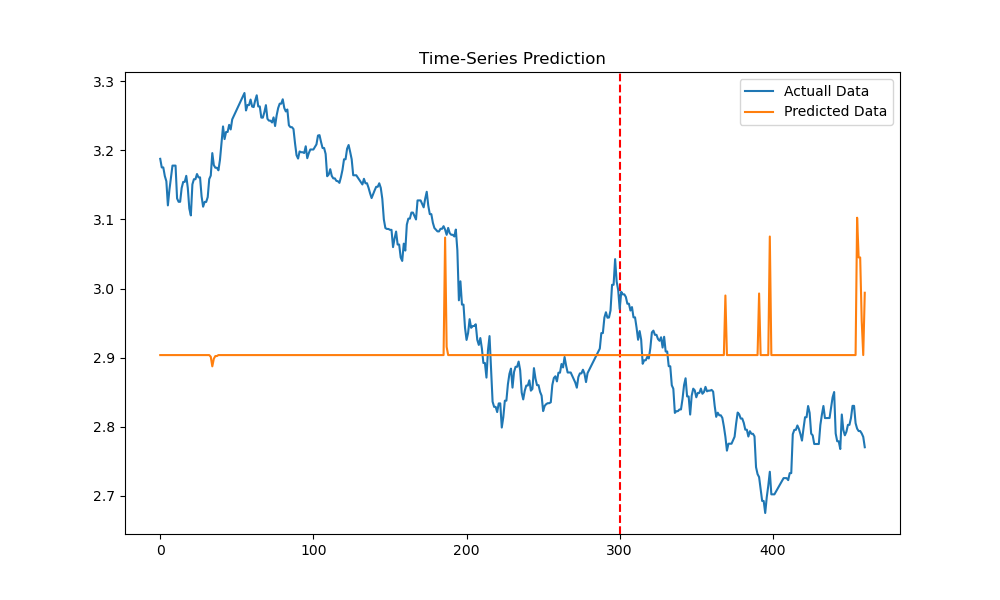 Time-Series Prediction
Actuall Data
Predicted Data
3.3
3.2
3.1
3.0
2.9
2.8
2.7
0 100 200 300 400